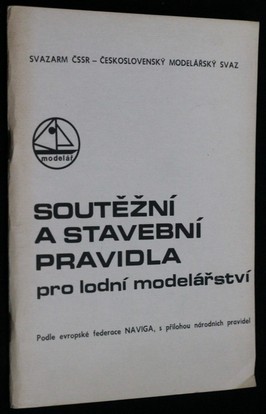 SVAZARM ČSSR – ČESKOSLOVENSKÝ MODELÁŘSKÝ SVAZ
modelář
SOUTĚŽNÍ
A STAVEBNÍ
PRAVIDLA
pro lodní modelářství
Podle evropské federace NAVIGA, s přílohou národních pravidel